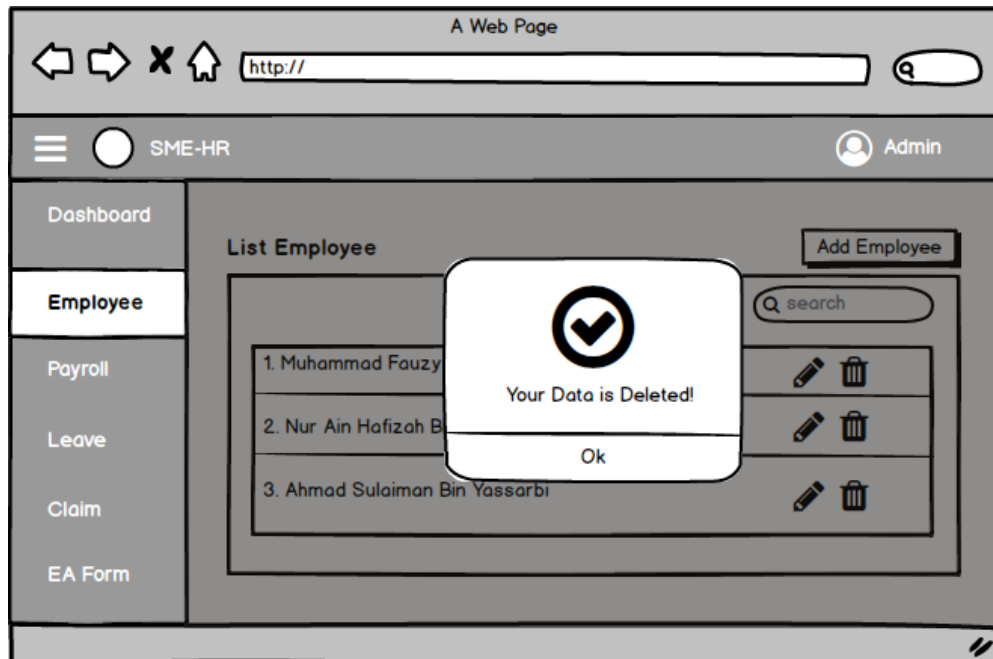 A Web Page
http://
SME-HR
Admin
Dashboard
Employee
Payroll
Leave
Claim
EA Form
List Employee
Add Employee
search
1. Muhammad Fauzy
2. Nur Ain Hafizah B
3. Ahmad Sulaiman Bin Yassarbi
Your Data is Deleted!
Ok